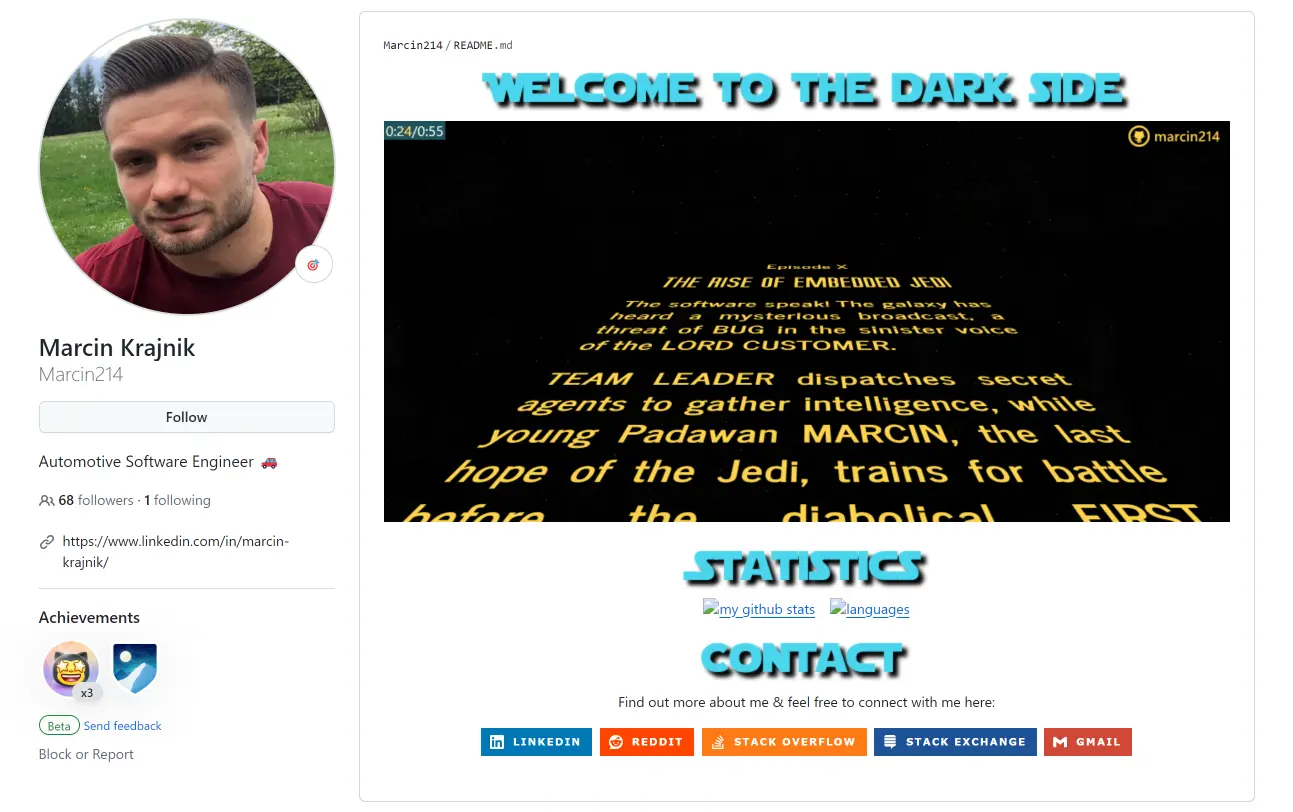 Marcin Krajnik
Marcin214
Follow
Automotive Software Engineer
68 followers · 1 following
https://www.linkedin.com/in/marcin-
krajnik/
Achievements
x3
Beta Send feedback
Block or Report
Marcin214 / README.md
WELCOME TO THE DARK SIDE
0:24/0:55
marcin214
Episode X
THE RISE OF EMBEDDED JEDI
The software speak! The galaxy has
heard a mysterious broadcast, a
threat of BUG in the sinister voice
of the LORD CUSTOMER.
TEAM LEADER dispatches secret
agents to gather intelligence, while
young Padawan MARCIN, the last
hope of the Jedi, trains for battle
before the diabolical FIRST
STATISTICS
my github stats languages
CONTACT
Find out more about me & feel free to connect with me here:
LINKEDIN REDDIT STACK OVERFLOW STACK EXCHANGE GMAIL